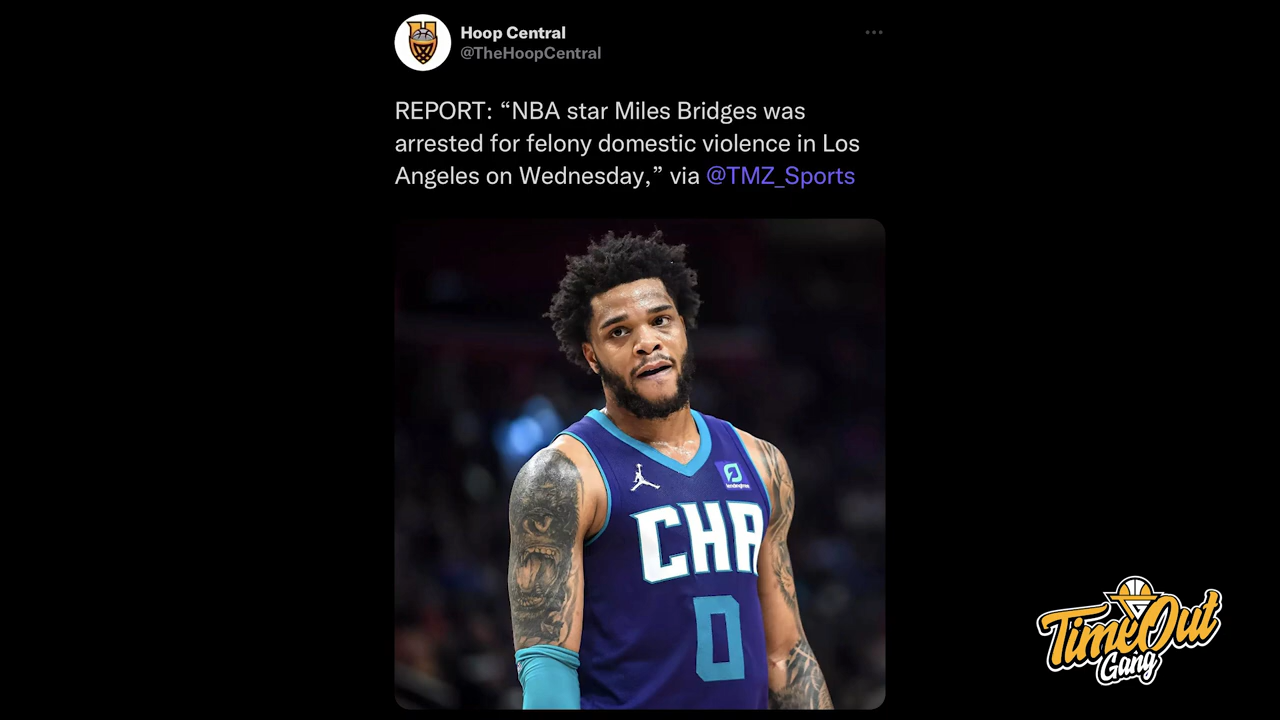 Hoop Central
@TheHoopCentral
REPORT: “NBA star Miles Bridges was
arrested for felony domestic violence in Los
Angeles on Wednesday,” via @TMZ_Sports
lendingtree
CHA
0
TimeOut
Gang